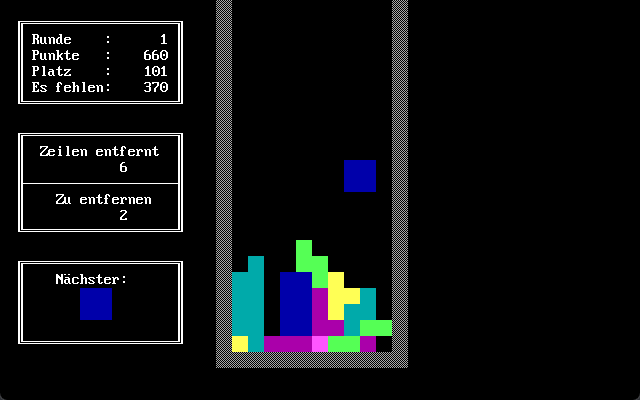 Runde    :      1
Punkte   :    660
Platz    :    101
Es fehlen:    370
Zeilen entfernt
6
Zu entfernen
2
Nächster: